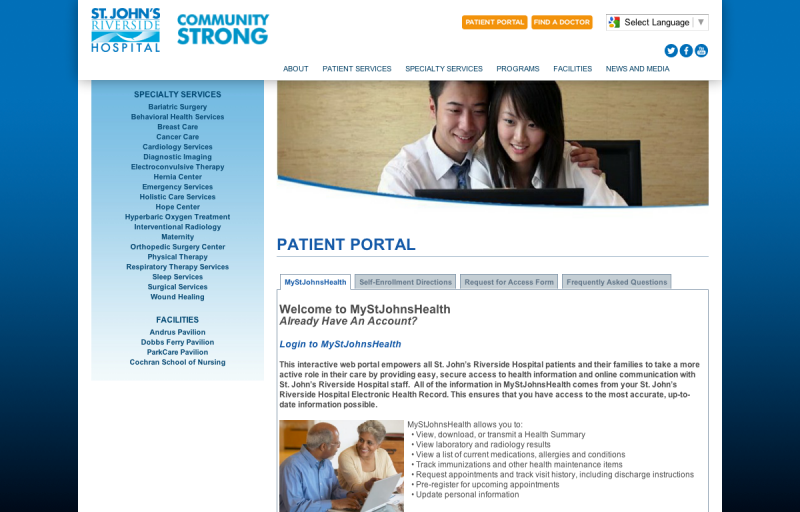 ST. JOHN'S
RIVERSIDE
HOSPITAL
COMMUNITY
STRONG
PATIENT PORTAL
FIND A DOCTOR
Select Language
ABOUT
PATIENT SERVICES
SPECIALTY SERVICES
PROGRAMS
FACILITIES
NEWS AND MEDIA
SPECIALTY SERVICES
Bariatric Surgery
Behavioral Health Services
Breast Care
Cancer Care
Cardiology Services
Diagnostic Imaging
Electroconvulsive Therapy
Hernia Center
Emergency Services
Holistic Care Services
Hope Center
Hyperbaric Oxygen Treatment
Interventional Radiology
Maternity
Orthopedic Surgery Center
Physical Therapy
Respiratory Therapy Services
Sleep Services
Surgical Services
Wound Healing
FACILITIES
Andrus Pavilion
Dobbs Ferry Pavilion
ParkCare Pavilion
Cochran School of Nursing
PATIENT PORTAL
MyStJohnsHealth
Self-Enrollment Directions
Request for Access Form
Frequently Asked Questions
Welcome to MyStJohnsHealth
Already Have An Account?
Login to MyStJohnsHealth
This interactive web portal empowers all St. John's Riverside Hospital patients and their families to take a more
active role in their care by providing easy, secure access to health information and online communication with
St. John's Riverside Hospital staff. All of the information in MyStJohnsHealth comes from your St. John's
Riverside Hospital Electronic Health Record. This ensures that you have access to the most accurate, up-to-
date information possible.
MyStJohnsHealth allows you to:
• View, download, or transmit a Health Summary
• View laboratory and radiology results
• View a list of current medications, allergies and conditions
• Track immunizations and other health maintenance items
• Request appointments and track visit history, including discharge instructions
• Pre-register for upcoming appointments
• Update personal information